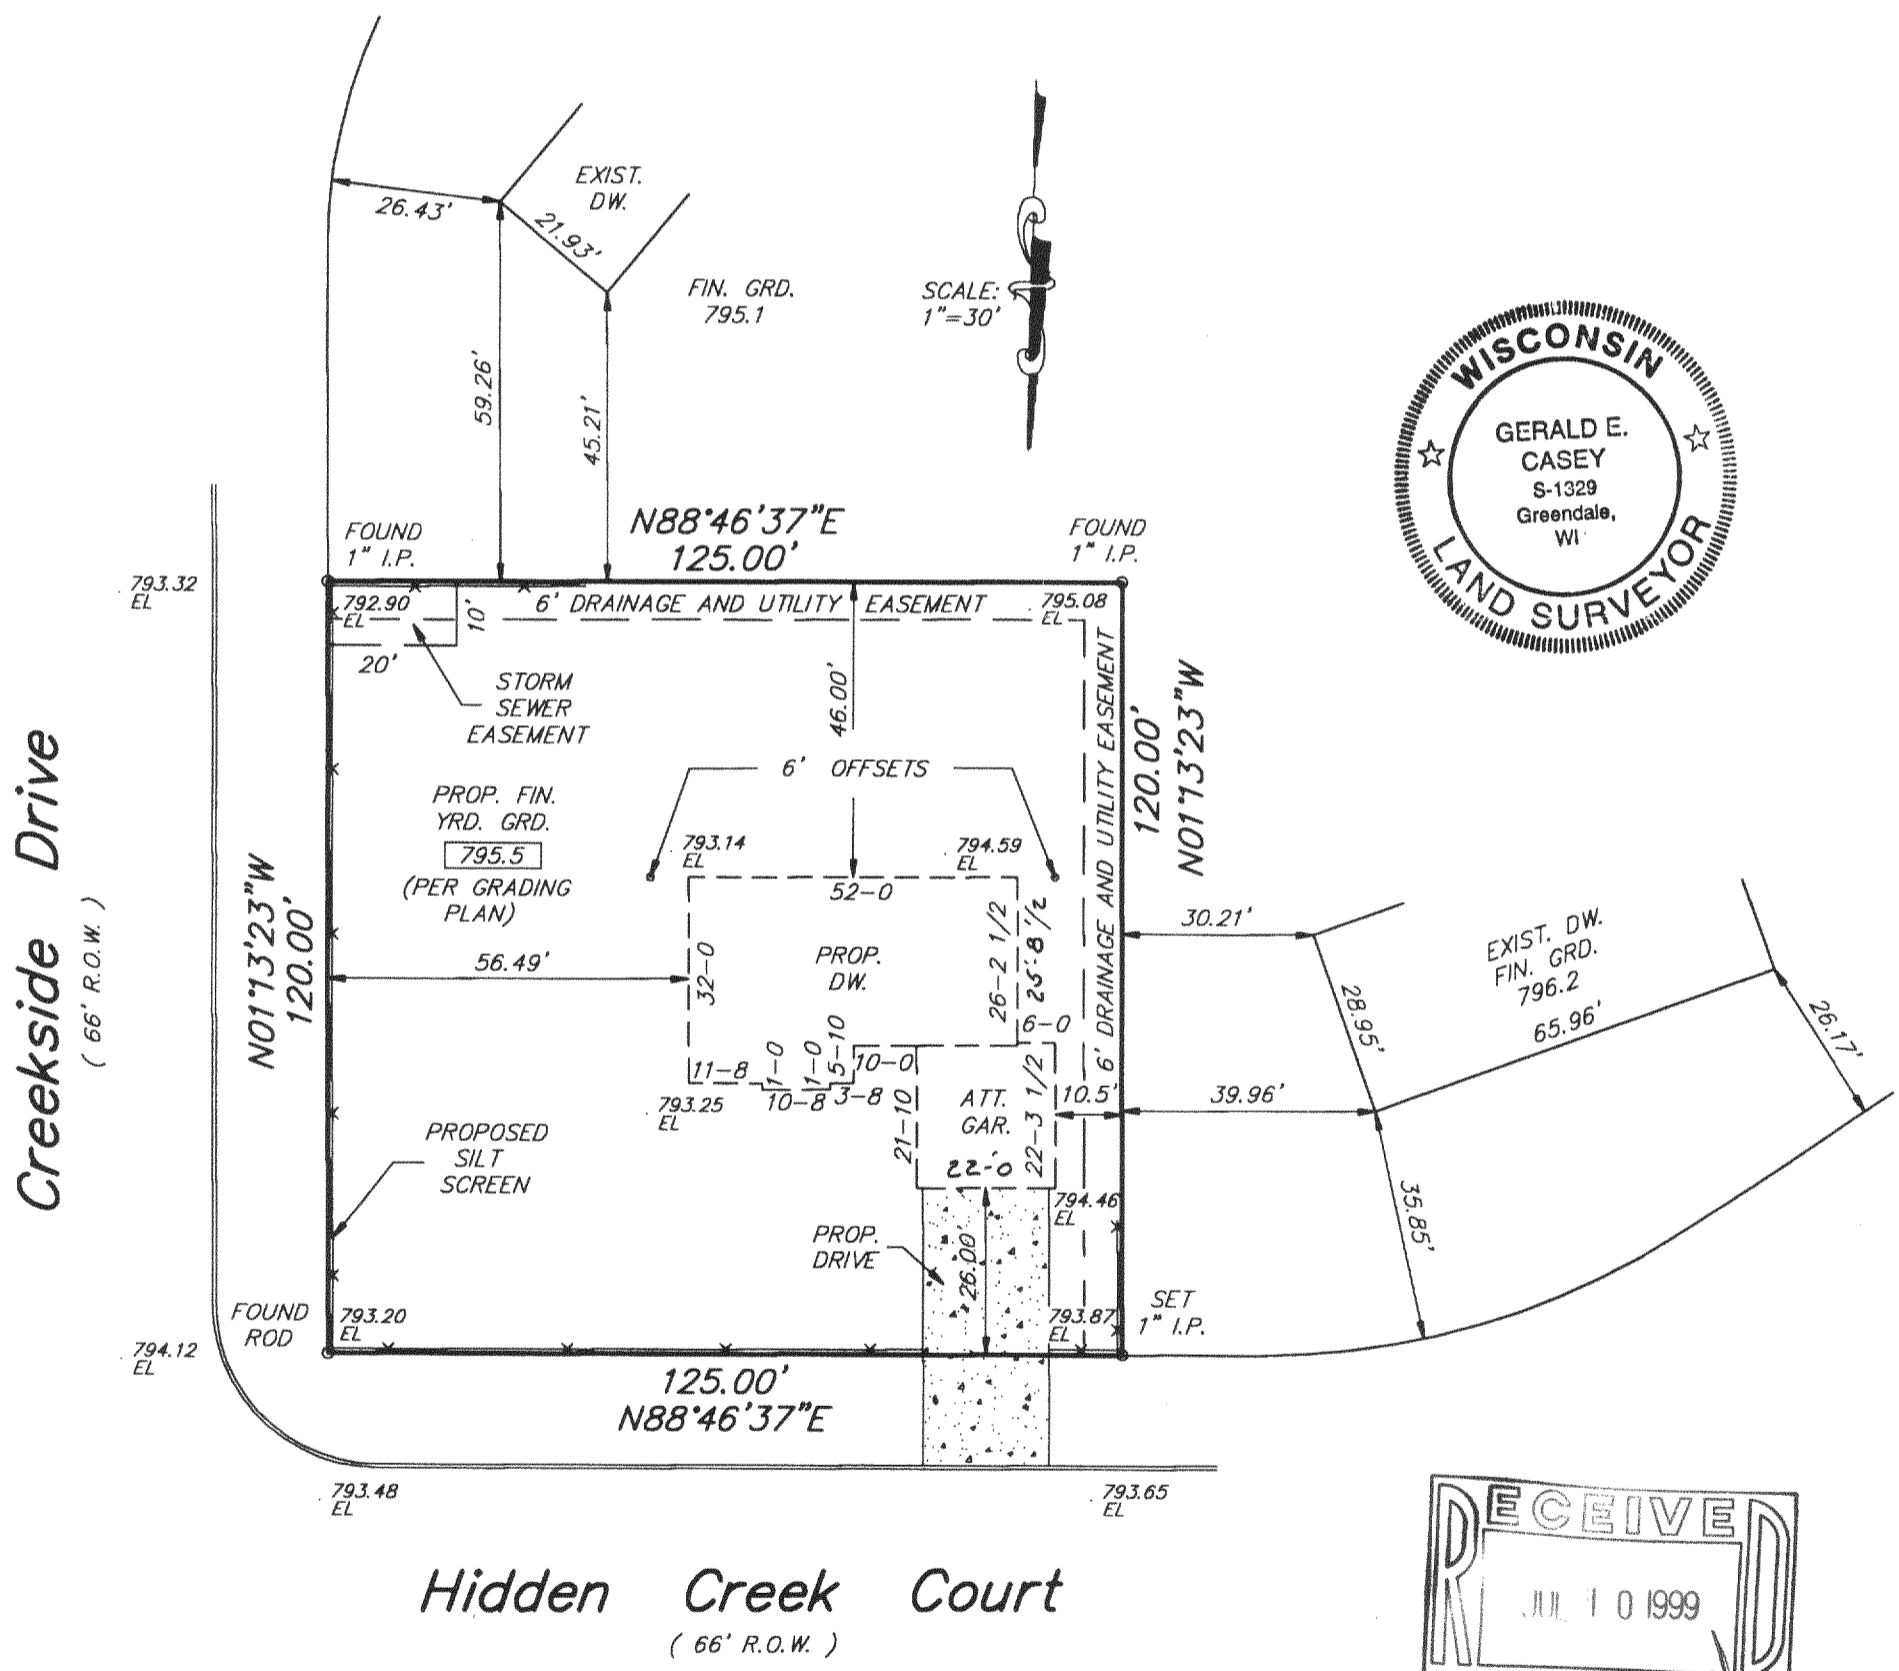 EXIST.
DW.
26.43'
21.93'
FIN. GRD.
795.1
SCALE:
1"=30'
59.26'
45.21'
WISCONSIN
GERALD E.
CASEY
S-1329
Greendale,
WI
LAND SURVEYOR
FOUND
1" I.P.
N88°46'37"E
125.00'
FOUND
1" I.P.
793.32
EL
792.90
EL
10'
6' DRAINAGE AND UTILITY EASEMENT
795.08
EL
20'
STORM
SEWER
EASEMENT
46.00'
6' DRAINAGE AND UTILITY EASEMENT
120.00'
N01°13'23"W
6' OFFSETS
PROP. FIN.
YRD. GRD.
795.5
(PER GRADING
PLAN)
793.14
EL
794.59
EL
52-0
Creekside Drive
( 66' R.O.W. )
N01°13'23"W
120.00'
56.49'
32-0
PROP.
DW.
26-2 1/2
25'-8 1/2
30.21'
EXIST. DW.
FIN. GRD.
796.2
28.95'
65.96'
26.17'
6-0
11-8
1-0
1-0
5-10
10-0
10-8
3-8
793.25
EL
21-10
ATT.
GAR.
22-3 1/2
10.5'
39.96'
22'-0
PROPOSED
SILT
SCREEN
794.46
EL
35.85'
PROP.
DRIVE
26.00'
FOUND
ROD
793.20
EL
793.87
EL
SET
1" I.P.
794.12
EL
125.00'
N88°46'37"E
793.48
EL
793.65
EL
Hidden Creek Court
( 66' R.O.W. )
RECEIVED
JUL 10 1999